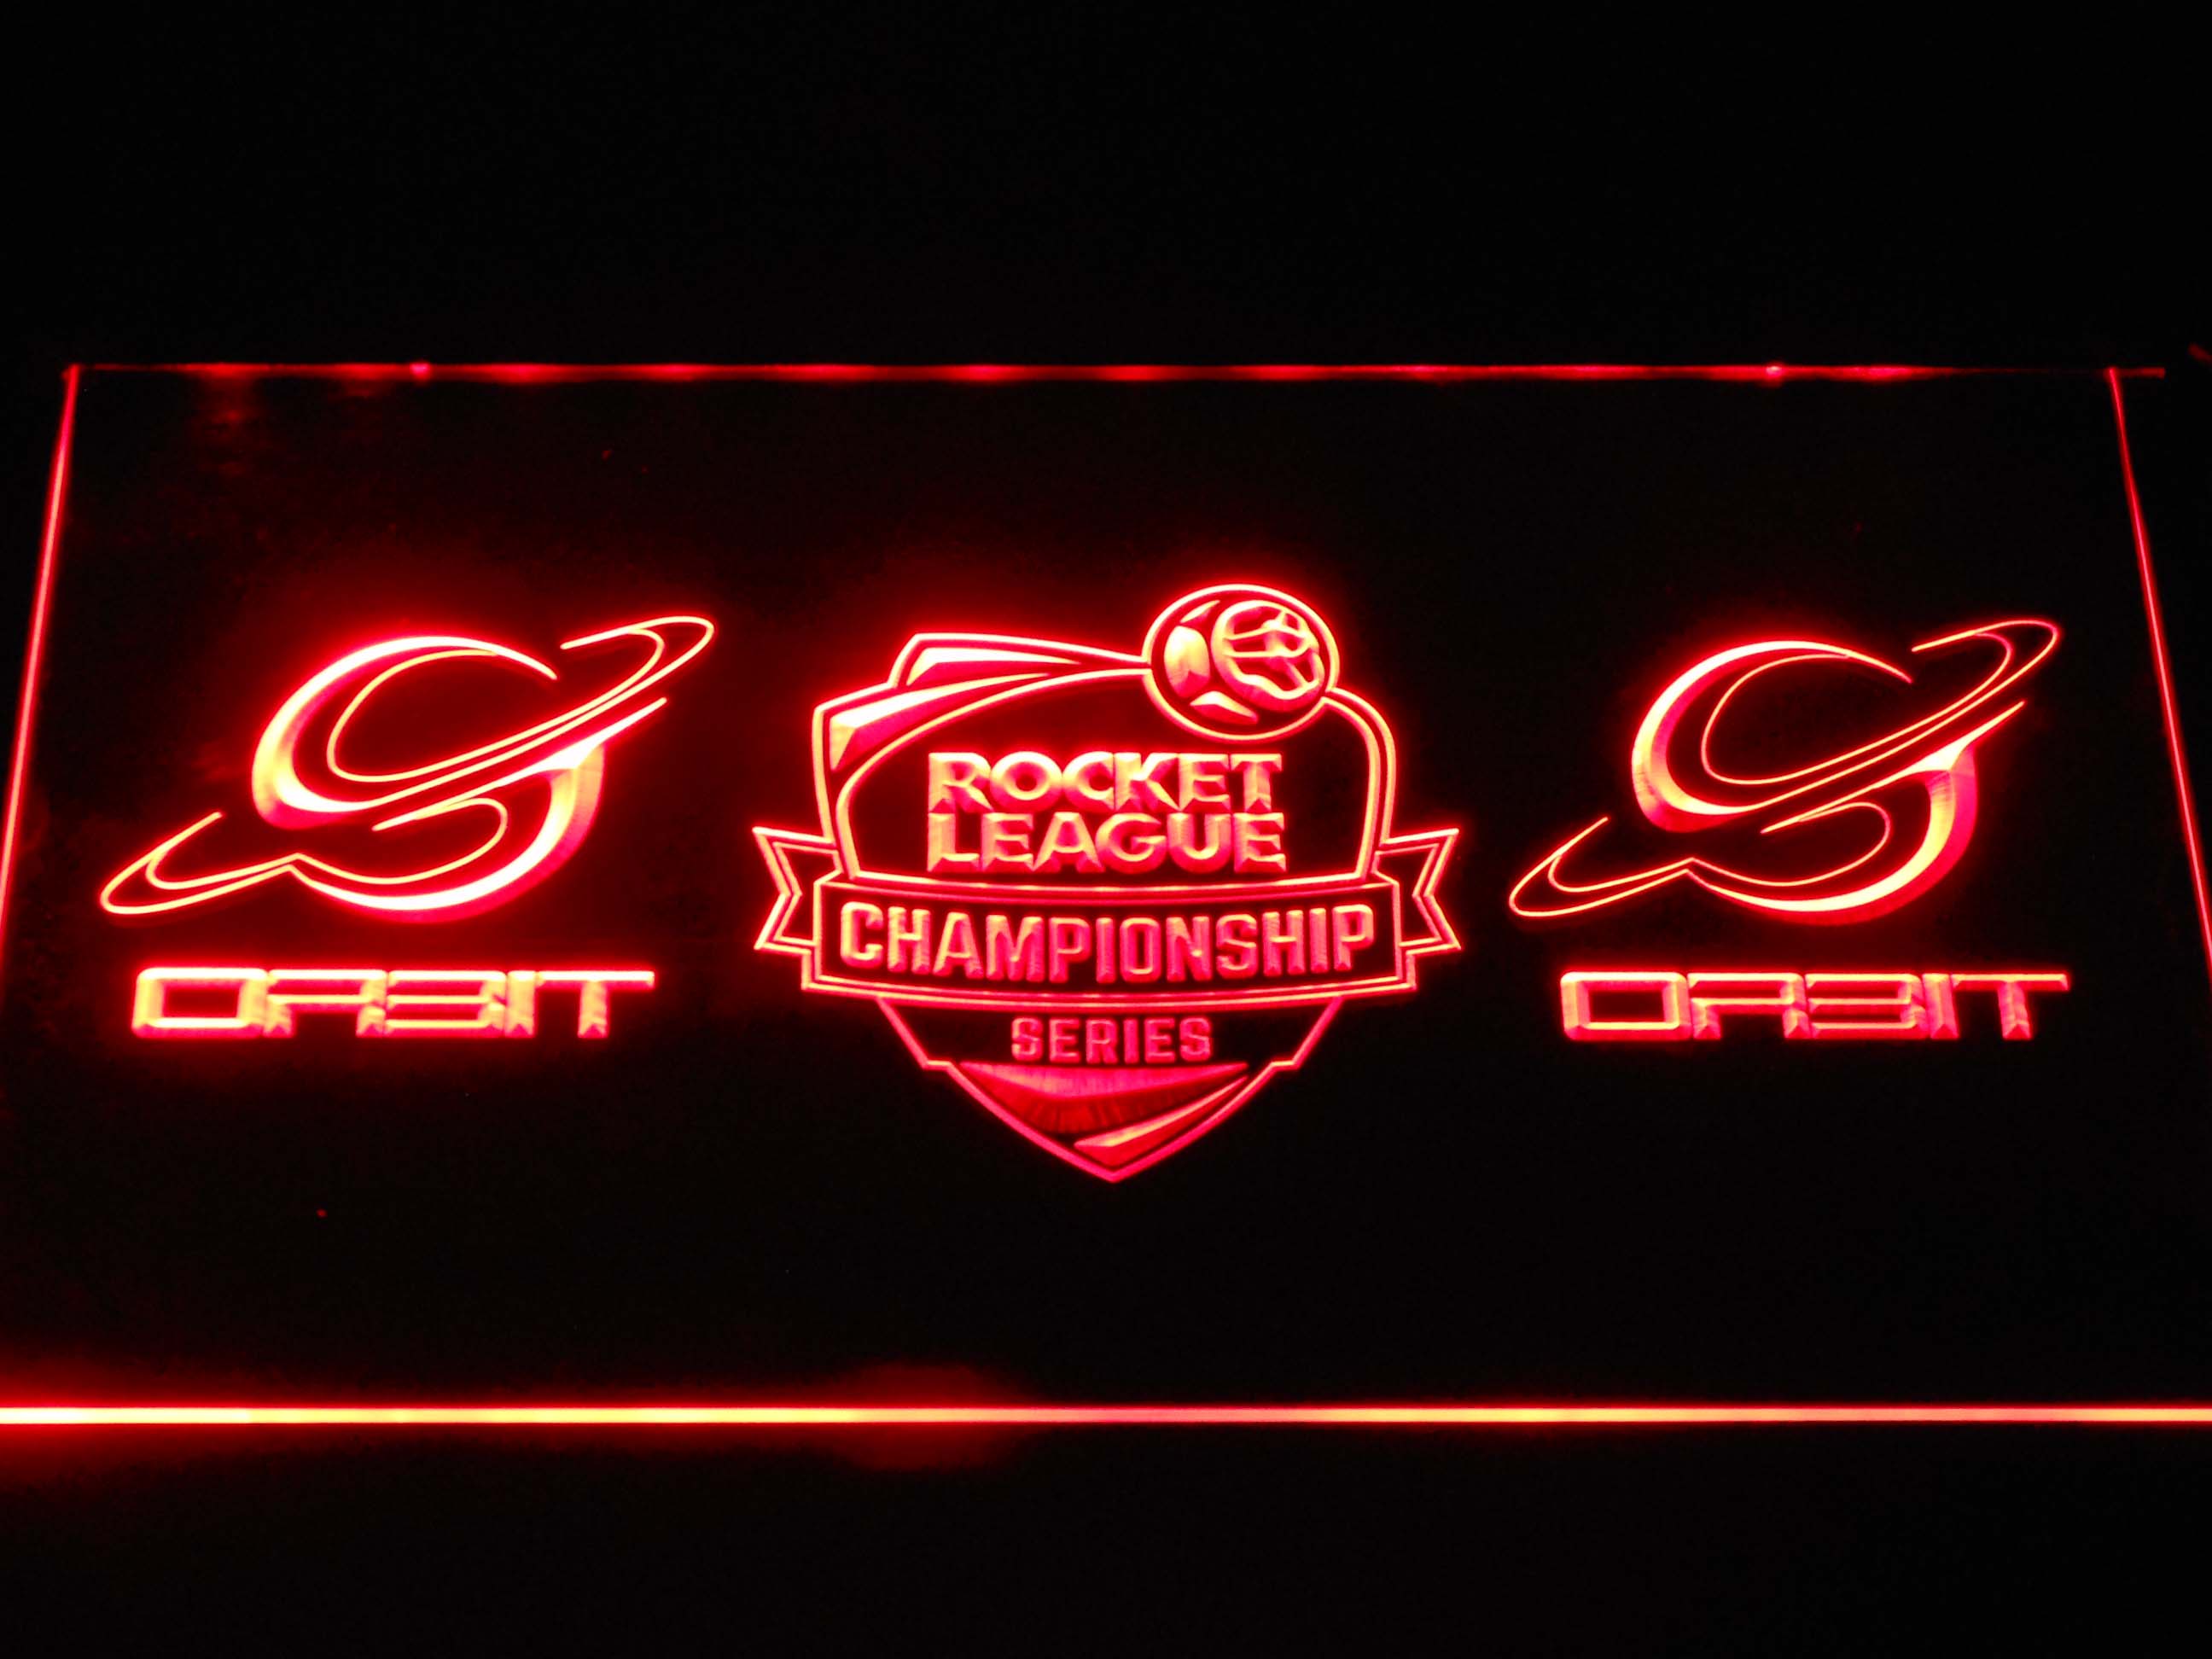 ORBIT
ROCKET
LEAGUE
CHAMPIONSHIP
SERIES
ORBIT